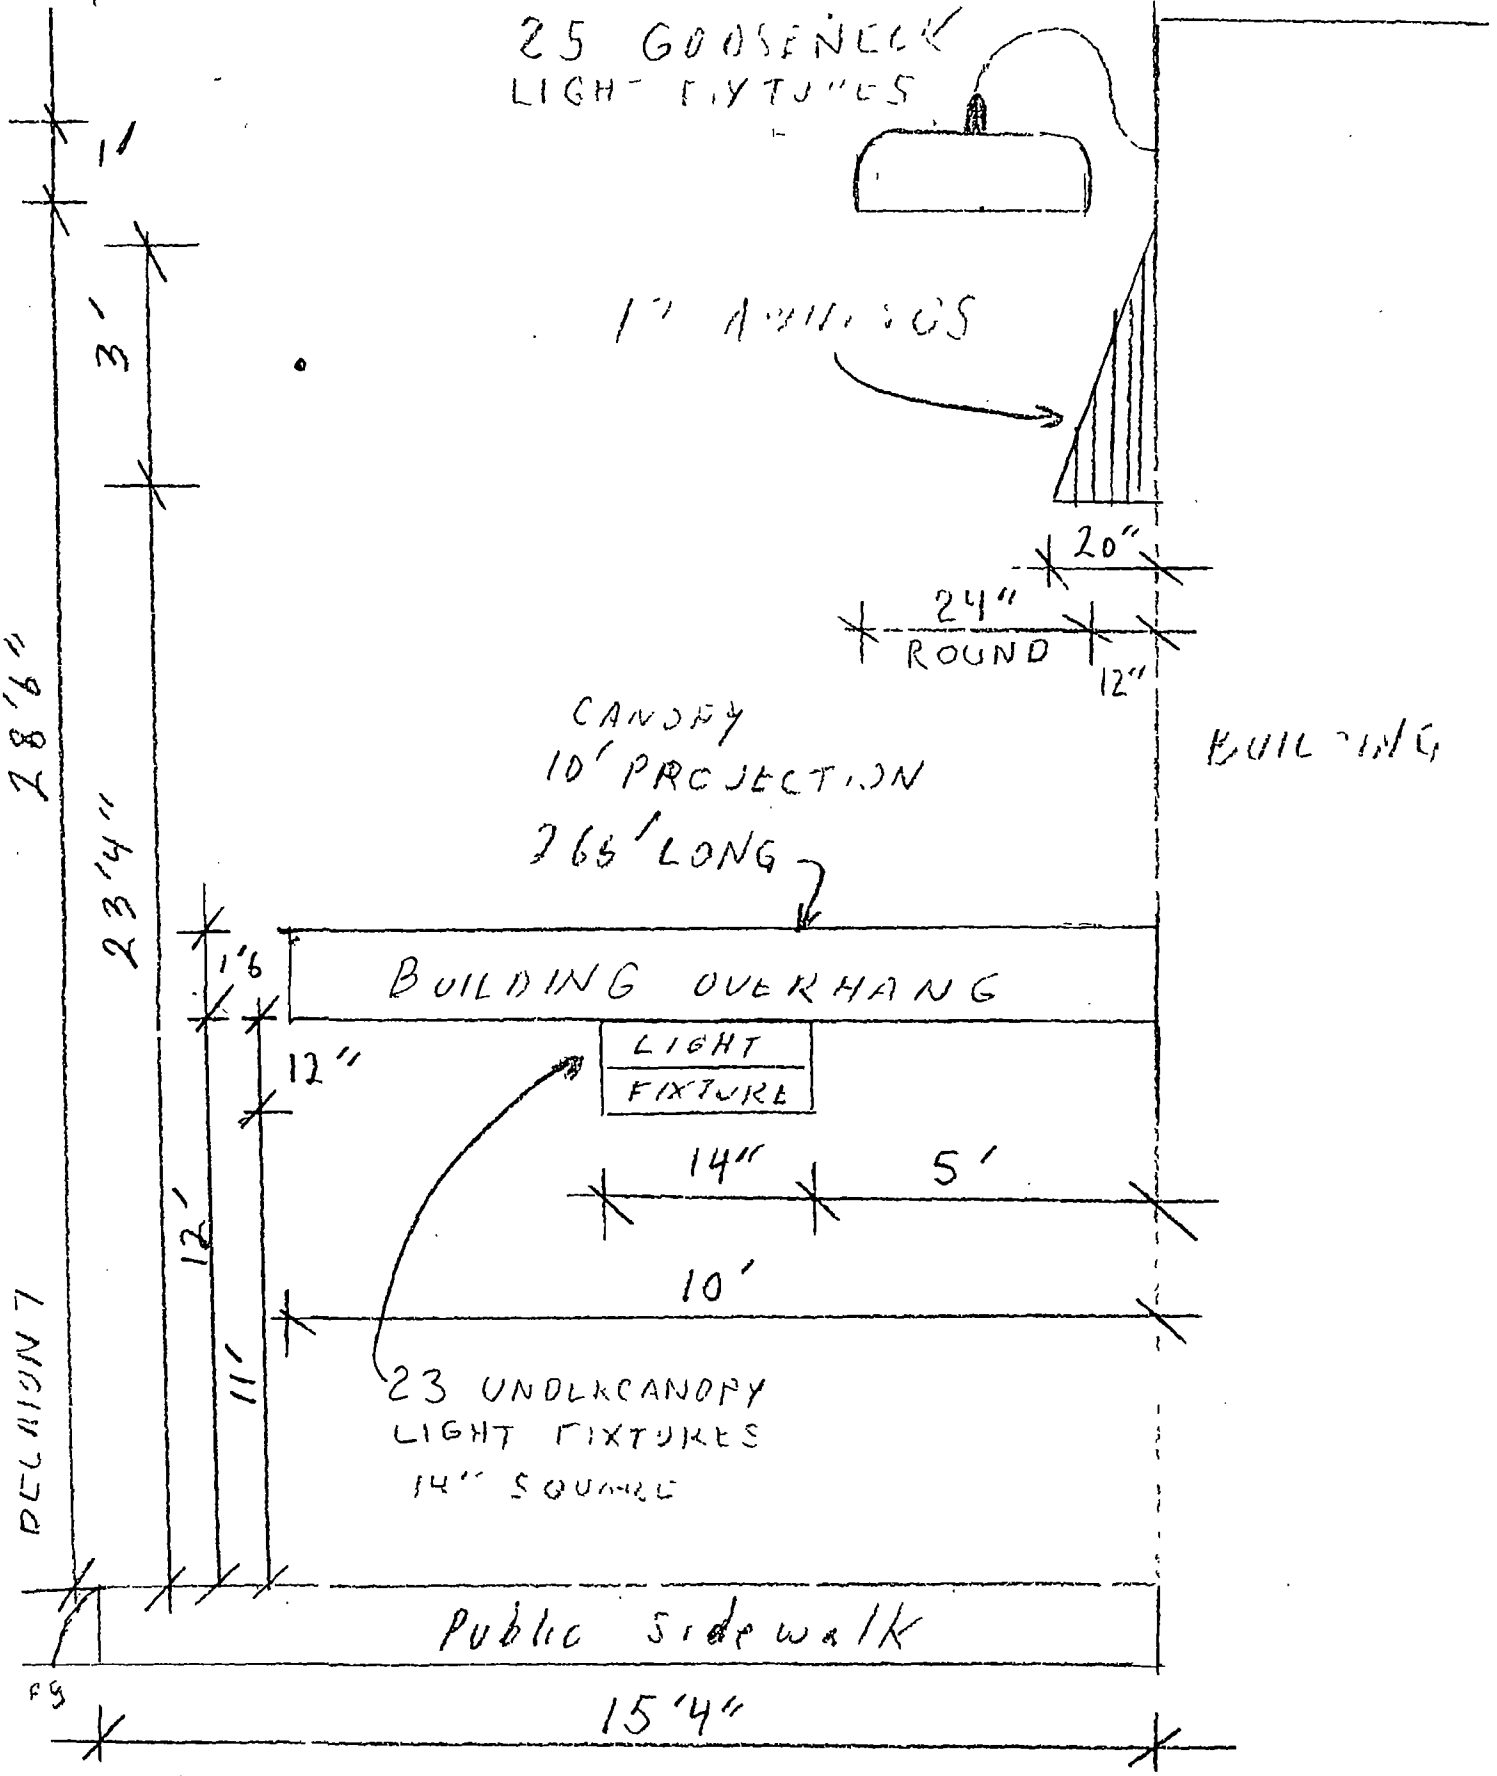 25 GOOSENECK
LIGHT FIXTURES
1'
3'
20"
24"
ROUND
12"
28'6"
CANOPY
10' PROJECTION
LONG
BUILDING
23'4"
1'6
BUILDING OVERHANG
LIGHT
FIXTURE
12"
14"
5'
12'
10'
11'
23 UNDERCANOPY
LIGHT FIXTURES
14" SQUARE
Public Sidewalk
15'4"